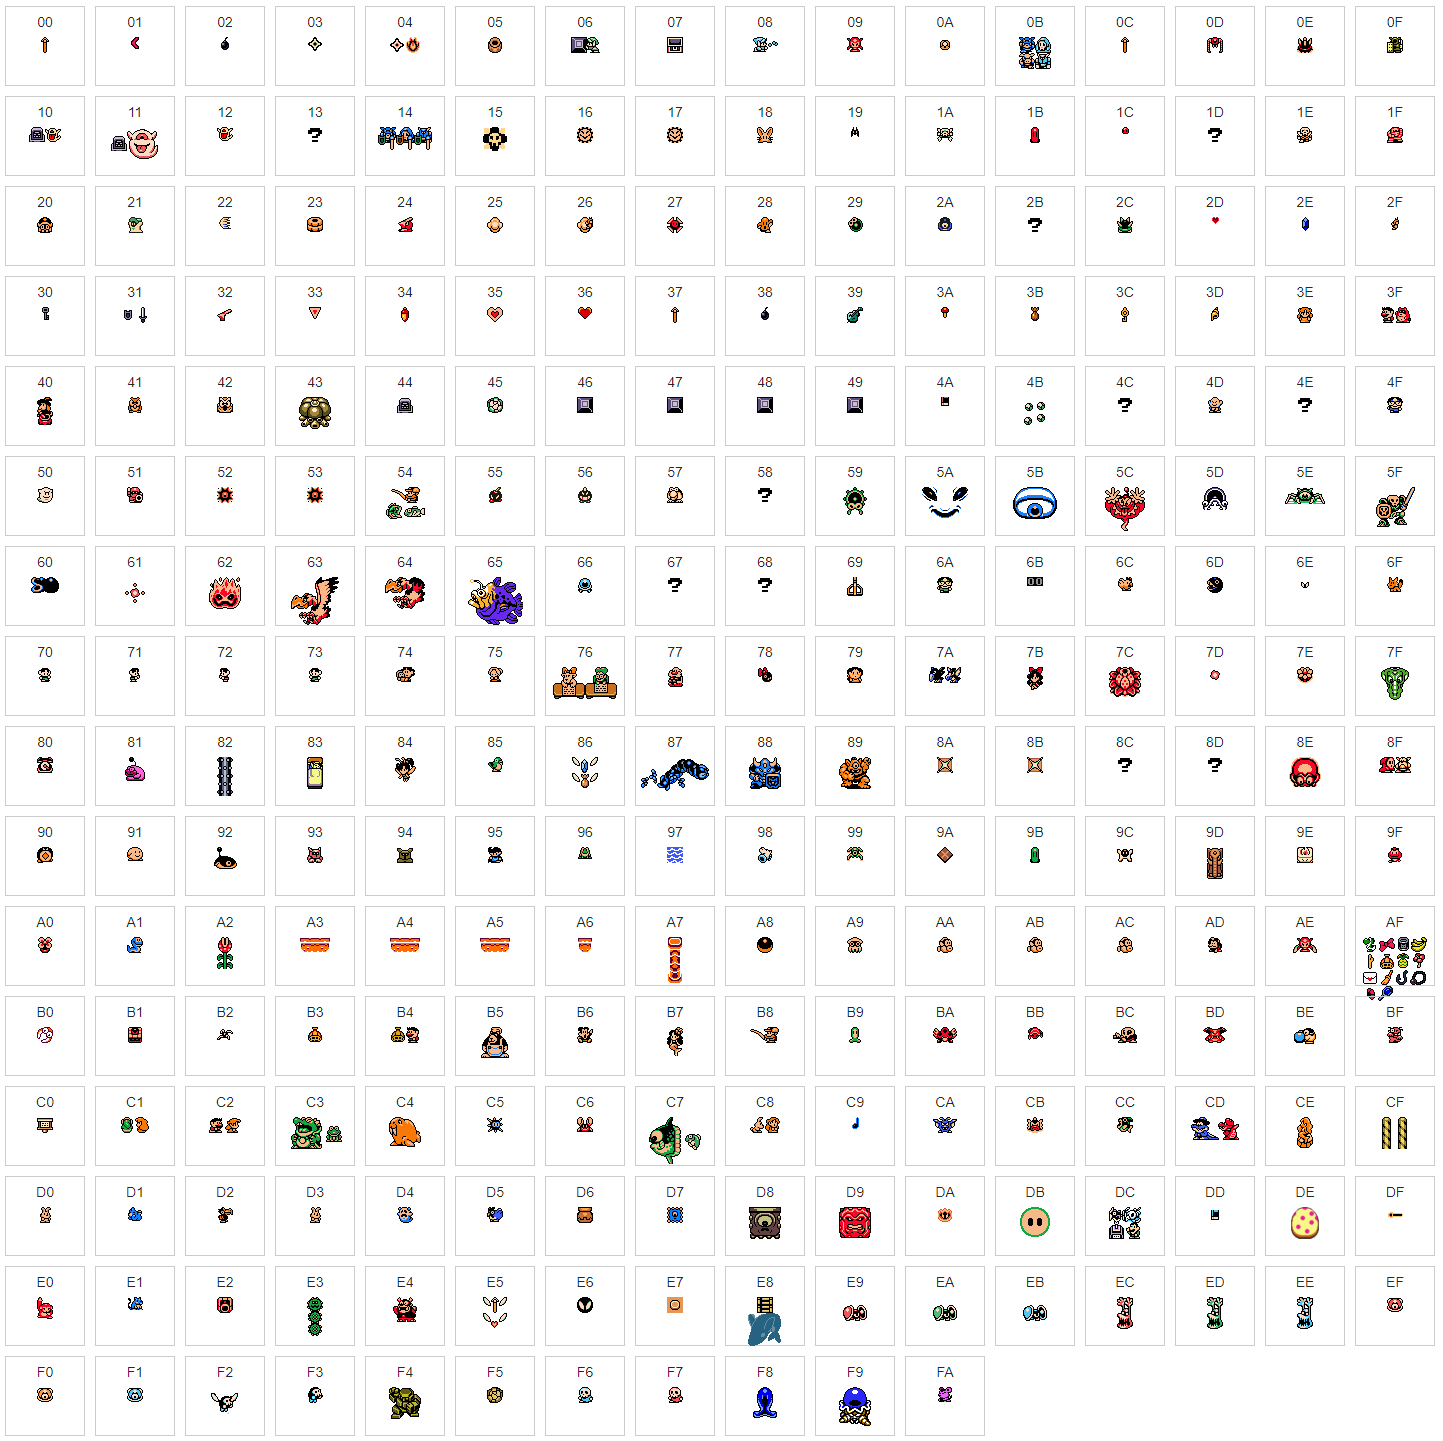 00 01 02 03 04 05 06 07 08 09 0A 0B 0C 0D 0E 0F
10 11 12 13 14 15 16 17 18 19 1A 1B 1C 1D 1E 1F
? ?
20 21 22 23 24 25 26 27 28 29 2A 2B 2C 2D 2E 2F
?
30 31 32 33 34 35 36 37 38 39 3A 3B 3C 3D 3E 3F
40 41 42 43 44 45 46 47 48 49 4A 4B 4C 4D 4E 4F
? ?
50 51 52 53 54 55 56 57 58 59 5A 5B 5C 5D 5E 5F
?
60 61 62 63 64 65 66 67 68 69 6A 6B 6C 6D 6E 6F
? ? 00
70 71 72 73 74 75 76 77 78 79 7A 7B 7C 7D 7E 7F
80 81 82 83 84 85 86 87 88 89 8A 8B 8C 8D 8E 8F
? ?
90 91 92 93 94 95 96 97 98 99 9A 9B 9C 9D 9E 9F
A0 A1 A2 A3 A4 A5 A6 A7 A8 A9 AA AB AC AD AE AF
B0 B1 B2 B3 B4 B5 B6 B7 B8 B9 BA BB BC BD BE BF
C0 C1 C2 C3 C4 C5 C6 C7 C8 C9 CA CB CC CD CE CF
D0 D1 D2 D3 D4 D5 D6 D7 D8 D9 DA DB DC DD DE DF
E0 E1 E2 E3 E4 E5 E6 E7 E8 E9 EA EB EC ED EE EF
F0 F1 F2 F3 F4 F5 F6 F7 F8 F9 FA